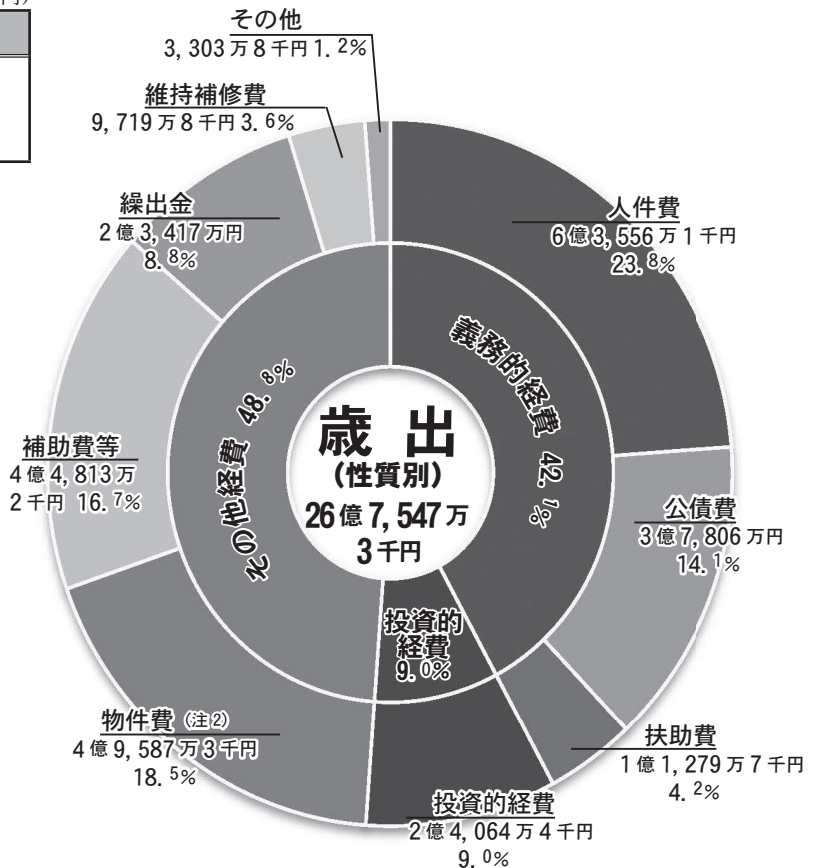 円）
その他
3,303万8千円1.2%
維持補修費
9,719万8千円3.6%
繰出金
2億3,417万円
8.8%
人件費
6億3,556万1千円
23.8%
義務的経費 42.1%
その他経費 48.8%
歳出
(性質別)
26億7,547万
3千円
補助費等
4億4,813万
2千円 16.7%
公債費
3億7,806万円
14.1%
投資的
経費
9.0%
物件費（注2）
4億9,587万3千円
18.5%
扶助費
1億1,279万7千円
4.2%
投資的経費
2億4,064万4千円
9.0%